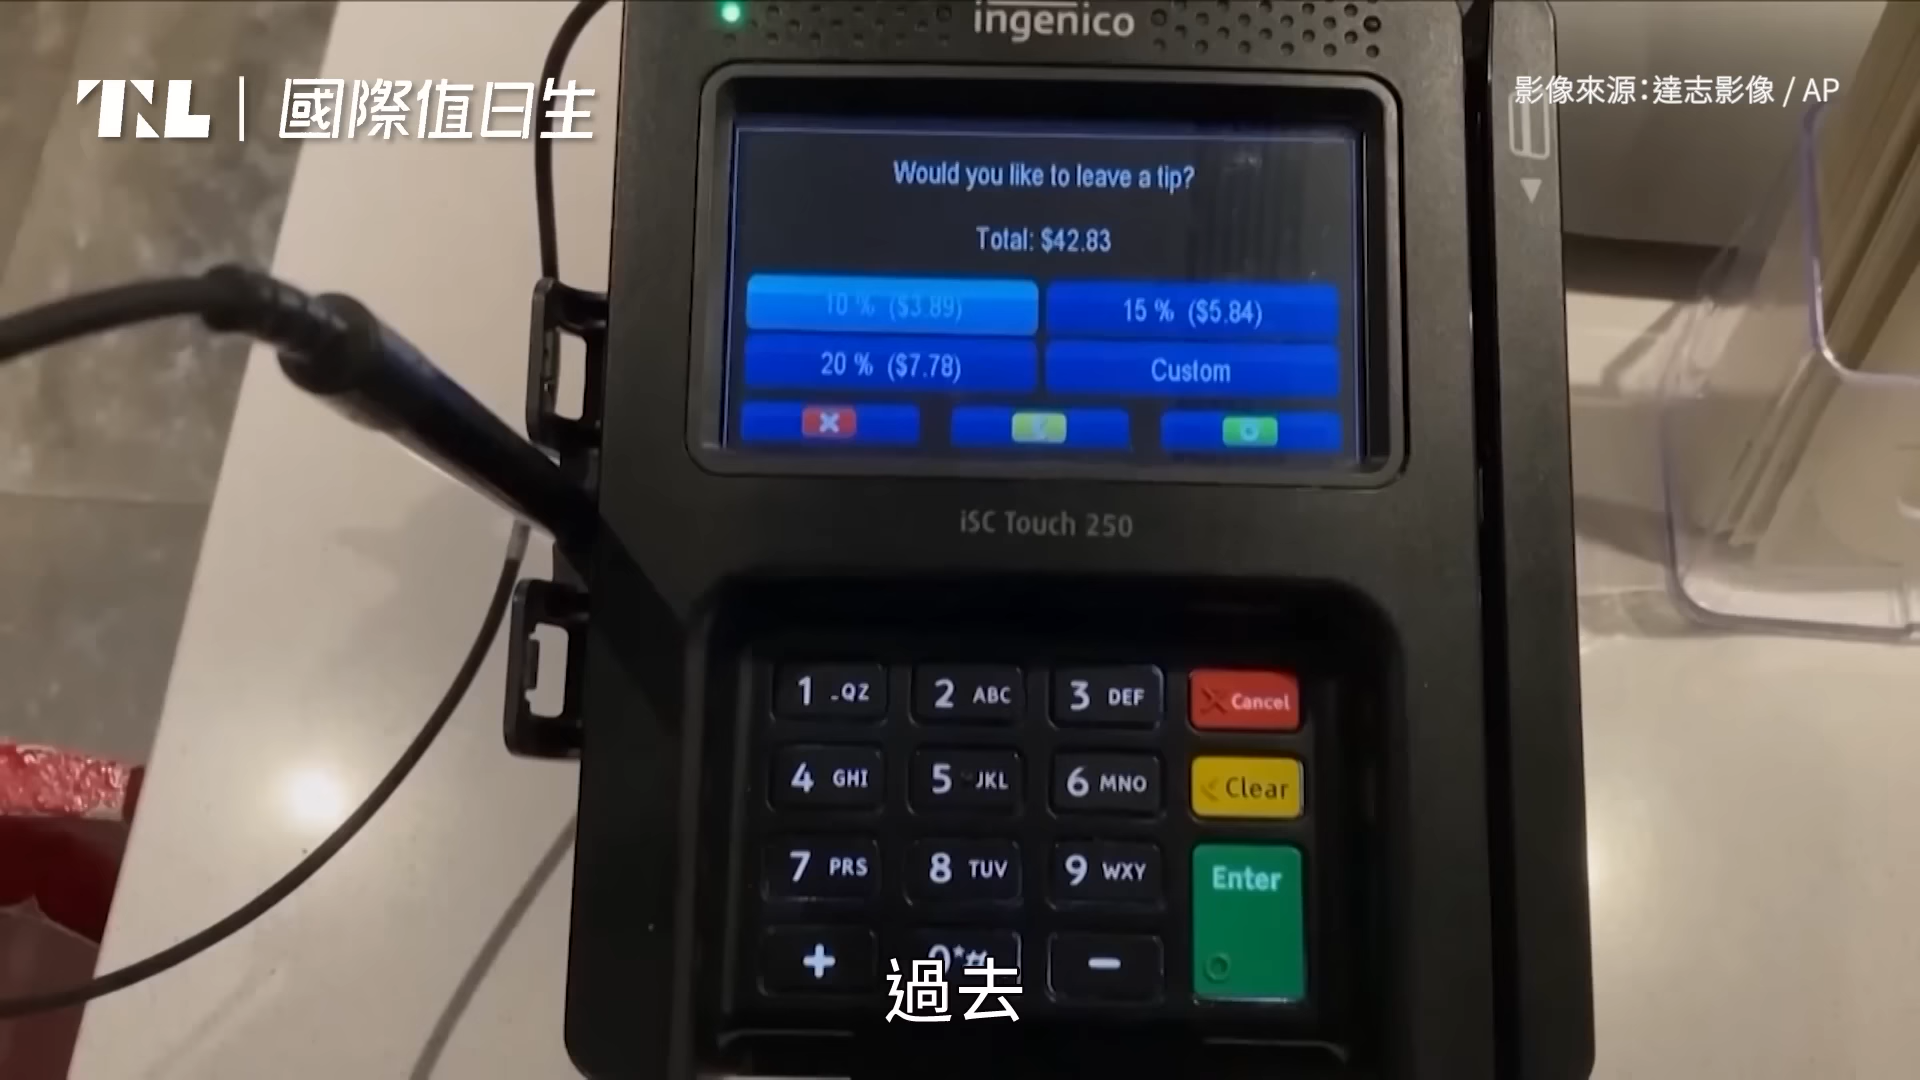 ingenico
TNL | 國際值日生
影像來源：達志影像 / AP
Would you like to leave a tip?
Total: $42.83
10 % ($3.89)
15 % ($5.84)
20 % ($7.78)
Custom
iSC Touch 250
1 -QZ
2 ABC
3 DEF
Cancel
4 GHI
5 JKL
6 MNO
Clear
7 PRS
8 TUV
9 WXY
Enter
+
0*#
-
過去